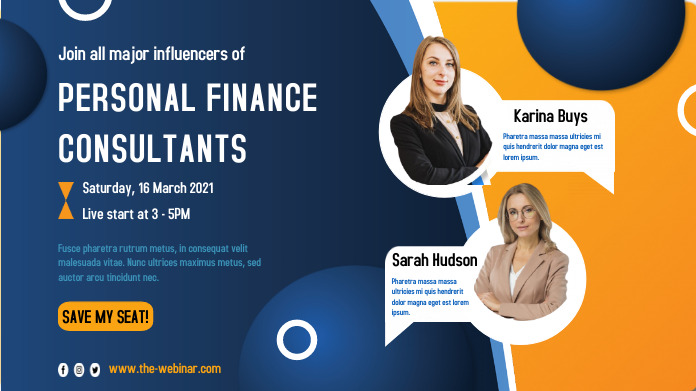 Join all major influencers of
PERSONAL FINANCE
CONSULTANTS
Saturday, 16 March 2021
Live start at 3 - 5PM
Fusce pharetra rutrum metus, in consequat velit
malesuada vitae. Nunc ultrices maximus metus, sed
auctor arcu tincidunt nec.
SAVE MY SEAT!
www.the-webinar.com
Karina Buys
Pharetra massa massa ultricies mi
quis hendrerit dolor magna eget est
lorem ipsum.
Sarah Hudson
Pharetra massa massa
ultricies mi quis hendrerit
dolor magna eget est lorem
ipsum.